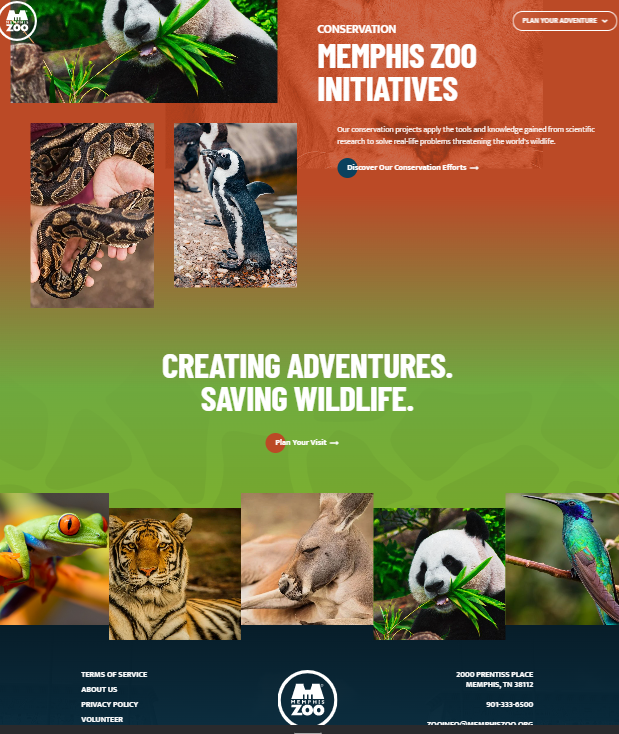 MEMPHIS
ZOO
PLAN YOUR ADVENTURE
CONSERVATION
MEMPHIS ZOO
INITIATIVES
Our conservation projects apply the tools and knowledge gained from scientific
research to solve real-life problems threatening the world's wildlife.
Discover Our Conservation Efforts →
CREATING ADVENTURES.
SAVING WILDLIFE.
Plan Your Visit →
TERMS OF SERVICE
ABOUT US
PRIVACY POLICY
VOLUNTEER
MEMPHIS
ZOO
2000 PRENTISS PLACE
MEMPHIS, TN 38112
901-333-6500
ZOOINFO@MEMPHISZOO.ORG